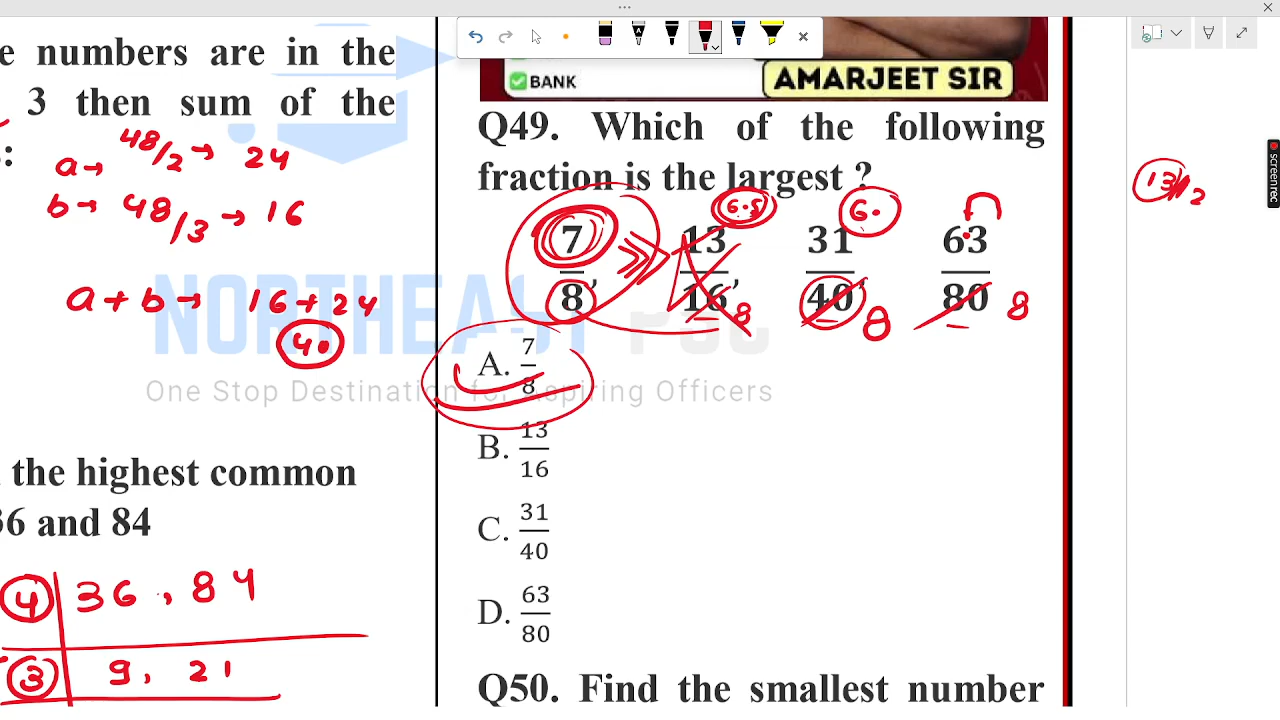 e numbers are in the
3 then sum of the
:
a → 48/2 → 24
b → 48/3 → 16
a + b → 16 + 24
40
NORTHEAST PSC
One Stop Destination for Aspiring Officers
the highest common
36 and 84
4 36, 84
3 9, 21
BANK
AMARJEET SIR
Q49. Which of the following
fraction is the largest ?
6.5 6.
7/8, 13/16, 31/40, 63/80
8 8 8
A. 7/8
B. 13/16
C. 31/40
D. 63/80
Q50. Find the smallest number
13/2
screenrec